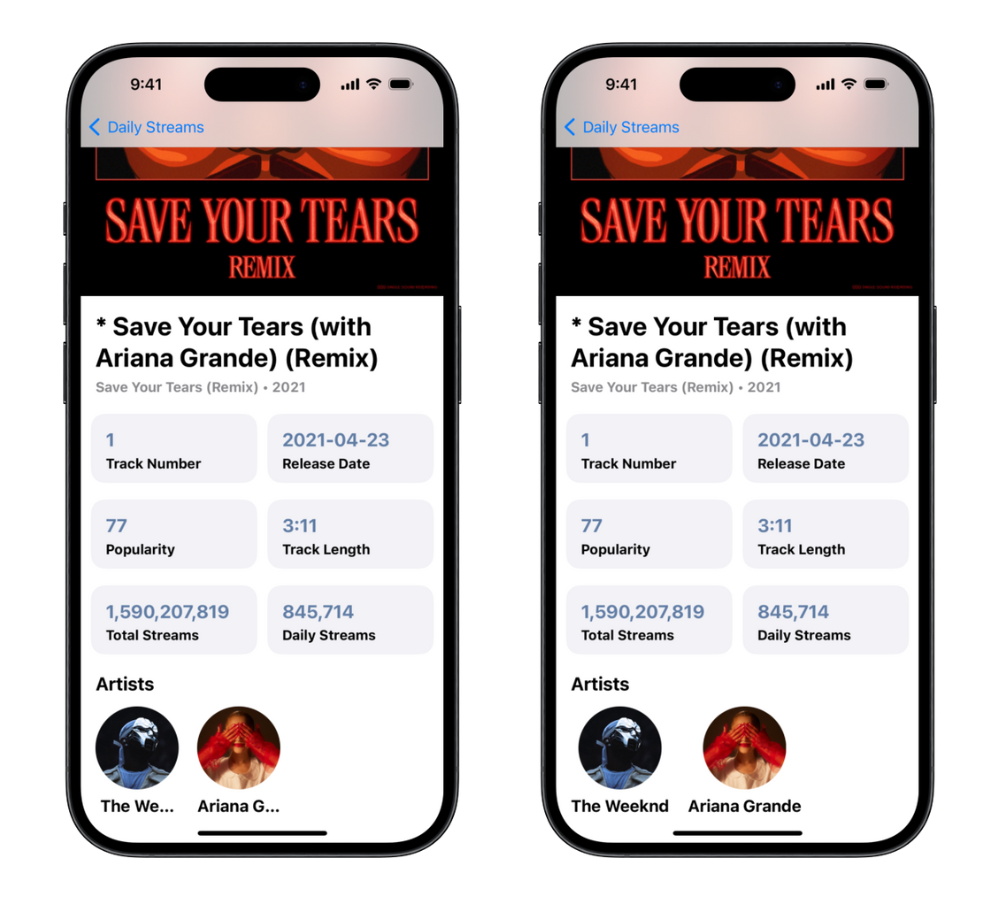 9:41
Daily Streams
SAVE YOUR TEARS
REMIX
* Save Your Tears (with
Ariana Grande) (Remix)
Save Your Tears (Remix) • 2021
1
Track Number
2021-04-23
Release Date
77
Popularity
3:11
Track Length
1,590,207,819
Total Streams
845,714
Daily Streams
Artists
The We...
Ariana G...
9:41
Daily Streams
SAVE YOUR TEARS
REMIX
* Save Your Tears (with
Ariana Grande) (Remix)
Save Your Tears (Remix) • 2021
1
Track Number
2021-04-23
Release Date
77
Popularity
3:11
Track Length
1,590,207,819
Total Streams
845,714
Daily Streams
Artists
The Weeknd
Ariana Grande